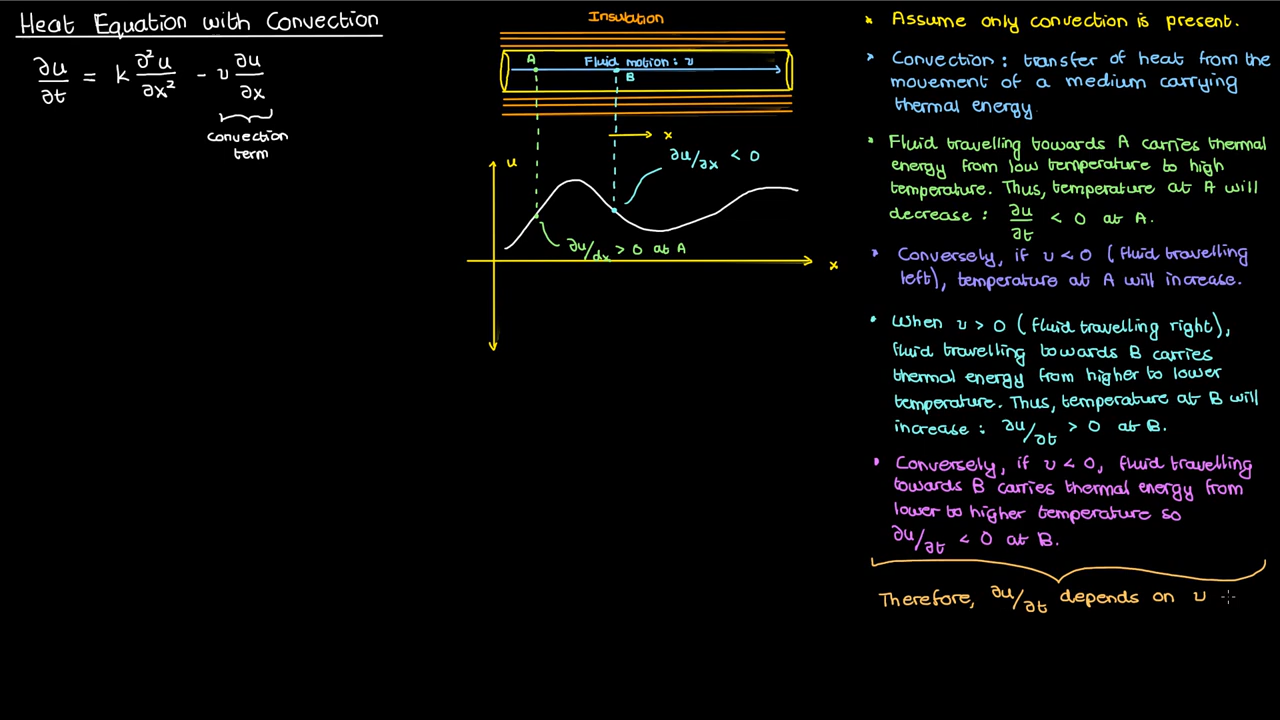 Heat Equation with Convection
∂u/∂t = k ∂²u/∂x² - v ∂u/∂x
convection
term
Insulation
A
Fluid motion: v
B
x
u
∂u/∂x < 0
∂u/dx > 0 at A
x
* Assume only convection is present.
* Convection: transfer of heat from the
movement of a medium carrying
thermal energy.
* Fluid travelling towards A carries thermal
energy from low temperature to high
temperature. Thus, temperature at A will
decrease: ∂u/∂t < 0 at A.
* Conversely, if v < 0 (fluid travelling
left), temperature at A will increase.
* When v > 0 (fluid travelling right),
fluid travelling towards B carries
thermal energy from higher to lower
temperature. Thus, temperature at B will
increase: ∂u/∂t > 0 at B.
* Conversely, if v < 0, fluid travelling
towards B carries thermal energy from
lower to higher temperature so
∂u/∂t < 0 at B.
Therefore, ∂u/∂t depends on v